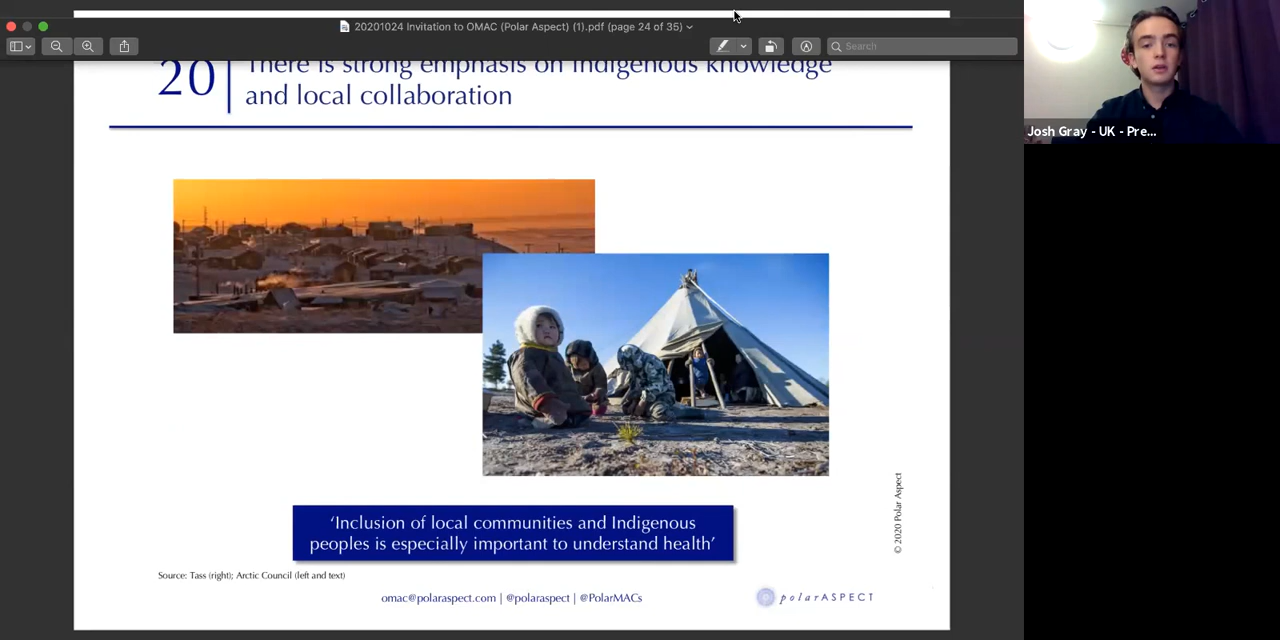 20201024 Invitation to OMAC (Polar Aspect) (1).pdf (page 24 of 35)
Search
20
There is strong emphasis on Indigenous knowledge
and local collaboration
‘Inclusion of local communities and Indigenous
peoples is especially important to understand health’
© 2020 Polar Aspect
Source: Tass (right); Arctic Council (left and text)
omac@polaraspect.com | @polaraspect | @PolarMACs
polarASPECT
Josh Gray - UK - Pre...